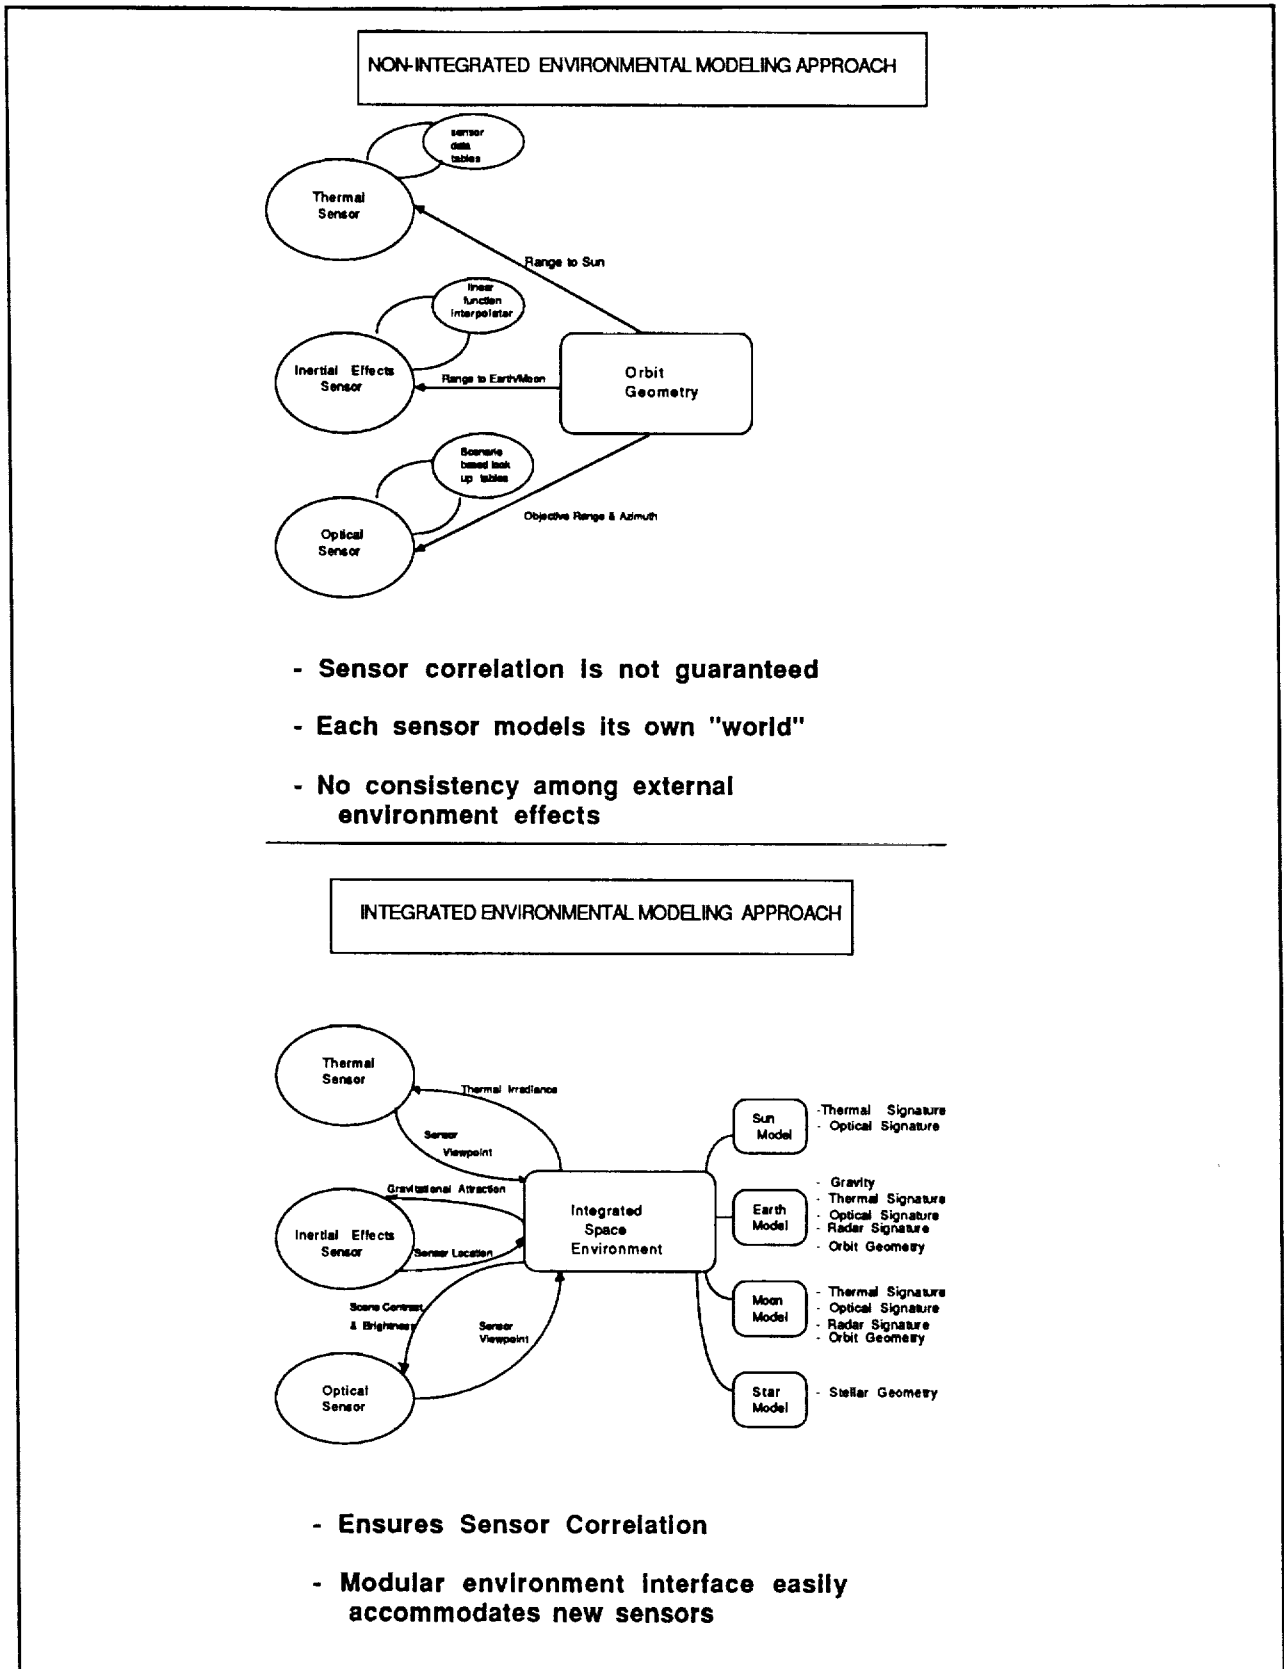 NON-INTEGRATED ENVIRONMENTAL MODELING APPROACH
sensor
data
tables
Thermal
Sensor
Range to Sun
linear
function
interpolater
Inertial Effects
Sensor
Range to Earth/Moon
Orbit
Geometry
Scenario
based look
up tables
Optical
Sensor
Objective Range & Azimuth
- Sensor correlation is not guaranteed
- Each sensor models its own "world"
- No consistency among external
environment effects
INTEGRATED ENVIRONMENTAL MODELING APPROACH
Thermal
Sensor
Thermal Irradiance
Sensor
Viewpoint
Gravitational Attraction
Inertial Effects
Sensor
Sensor Location
Integrated
Space
Environment
Scene Contrast
& Brightness
Sensor
Viewpoint
Optical
Sensor
Sun
Model
-Thermal Signature
- Optical Signature
Earth
Model
- Gravity
- Thermal Signature
- Optical Signature
- Radar Signature
- Orbit Geometry
Moon
Model
- Thermal Signature
- Optical Signature
- Radar Signature
- Orbit Geometry
Star
Model
- Stellar Geometry
- Ensures Sensor Correlation
- Modular environment interface easily
accommodates new sensors